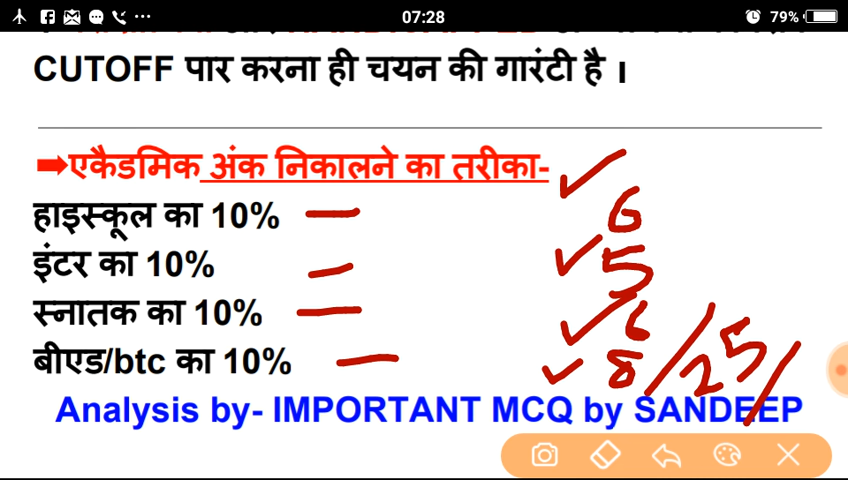 07:28
79%
CUTOFF पार करना ही चयन की गारंटी है ।
➡एकैडमिक अंक निकालने का तरीका-
हाइस्कूल का 10% — 6
इंटर का 10% — 5
स्नातक का 10% — 6
बीएड/btc का 10% — 8/25/
Analysis by- IMPORTANT MCQ by SANDEEP